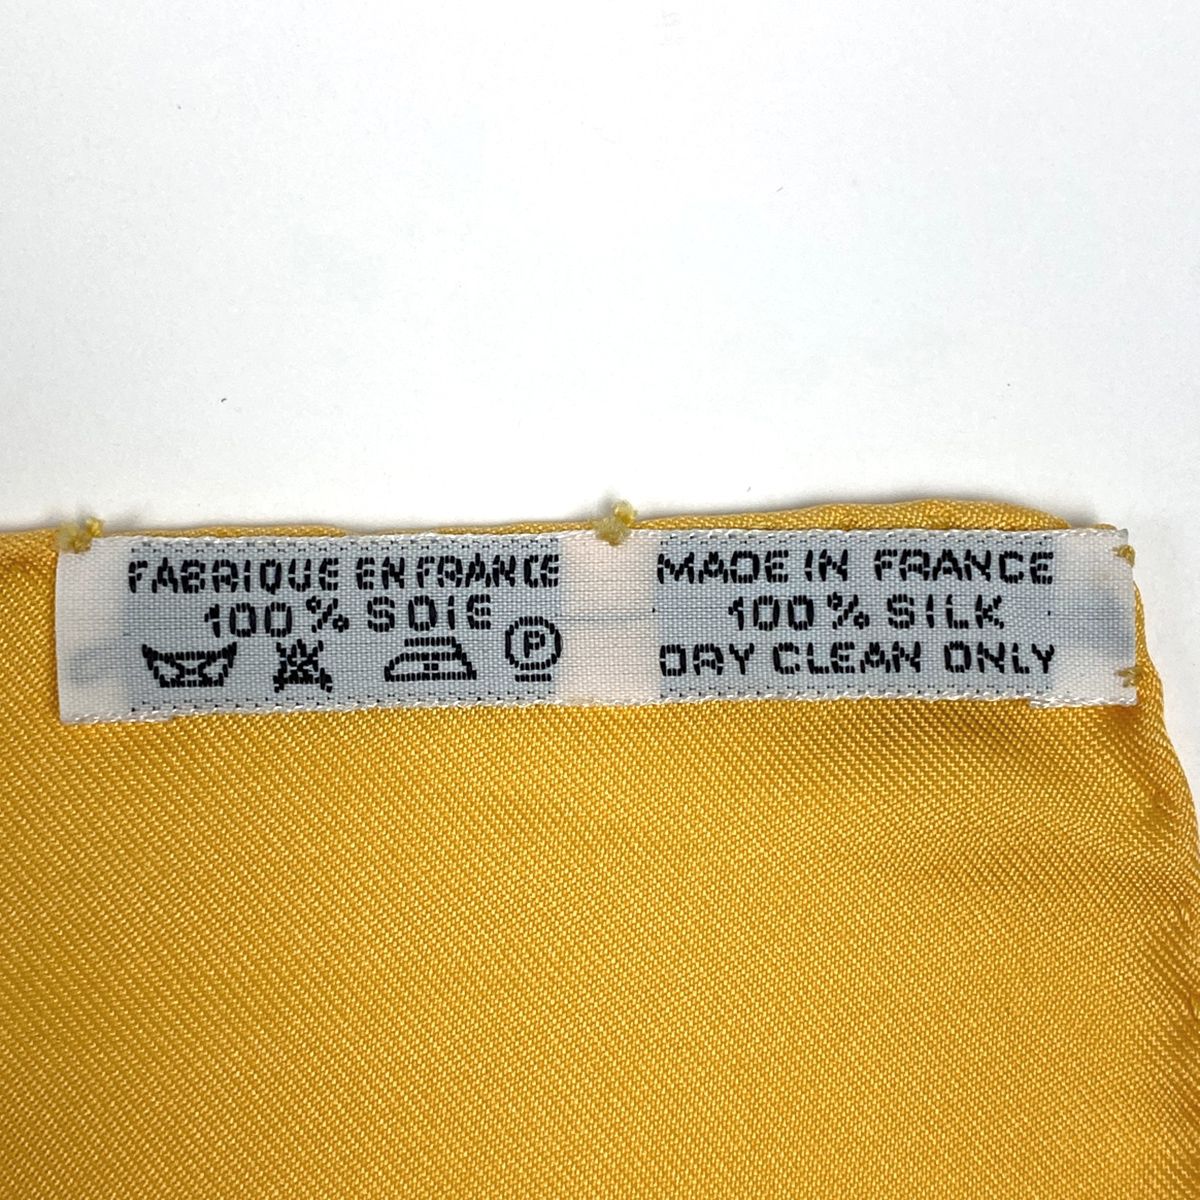 FABRIQUE EN FRANCE
100% SOIE
P
MADE IN FRANCE
100% SILK
DRY CLEAN ONLY